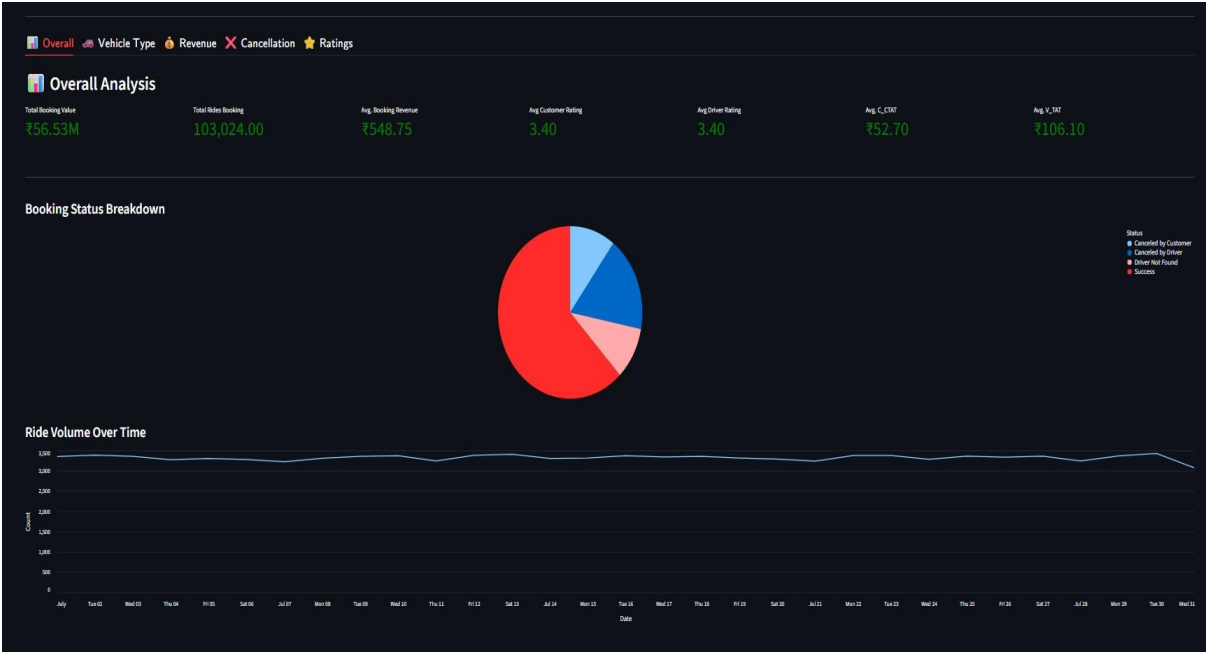 📊 Overall 🚗 Vehicle Type 💰 Revenue ❌ Cancellation ⭐ Ratings
📊 Overall Analysis
Total Booking Value Total Rides Booking Avg. Booking Revenue Avg Customer Rating Avg Driver Rating Avg. C_CTAT Avg. V_TAT
₹56.53M 103,024.00 ₹548.75 3.40 3.40 ₹52.70 ₹106.10
Booking Status Breakdown
Status
Canceled by Customer
Canceled by Driver
Driver Not Found
Success
Ride Volume Over Time
3,500
3,000
2,500
2,000
1,500
1,000
500
0
Count
July Tue 02 Wed 03 Thu 04 Fri 05 Sat 06 Jul 07 Mon 08 Tue 09 Wed 10 Thu 11 Fri 12 Sat 13 Jul 14 Mon 15 Tue 16 Wed 17 Thu 18 Fri 19 Sat 20 Jul 21 Mon 22 Tue 23 Wed 24 Thu 25 Fri 26 Sat 27 Jul 28 Mon 29 Tue 30 Wed 31
Date